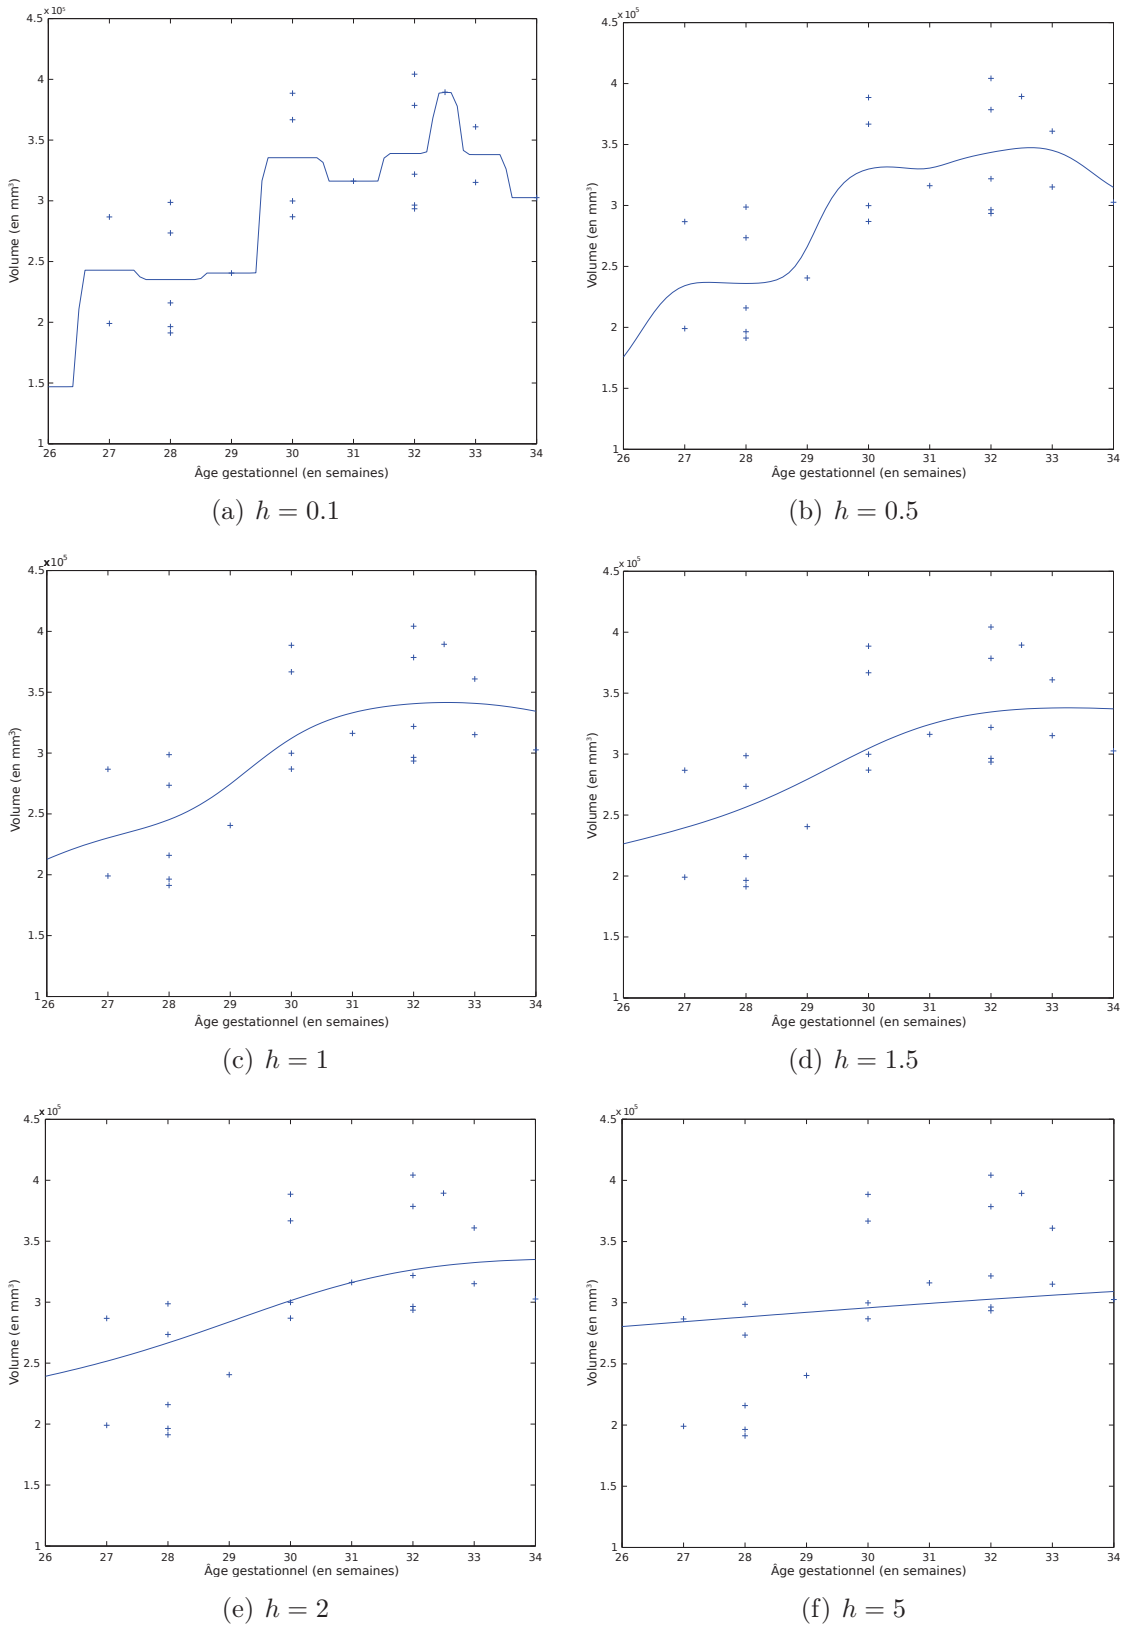 x 10⁵
4.5
4
3.5
3
2.5
2
1.5
1
Volume (en mm³)
26 27 28 29 30 31 32 33 34
Âge gestationnel (en semaines)
(a) h = 0.1
x 10⁵
4.5
4
3.5
3
2.5
2
1.5
1
Volume (en mm³)
26 27 28 29 30 31 32 33 34
Âge gestationnel (en semaines)
(b) h = 0.5
x10⁵
4.5
4
3.5
3
2.5
2
1.5
1
Volume (en mm³)
26 27 28 29 30 31 32 33 34
Âge gestationnel (en semaines)
(c) h = 1
x 10⁵
4.5
4
3.5
3
2.5
2
1.5
1
Volume (en mm³)
26 27 28 29 30 31 32 33 34
Âge gestationnel (en semaines)
(d) h = 1.5
x 10⁵
4.5
4
3.5
3
2.5
2
1.5
1
Volume (en mm³)
26 27 28 29 30 31 32 33 34
Âge gestationnel (en semaines)
(e) h = 2
x 10⁵
4.5
4
3.5
3
2.5
2
1.5
1
Volume (en mm³)
26 27 28 29 30 31 32 33 34
Âge gestationnel (en semaines)
(f) h = 5